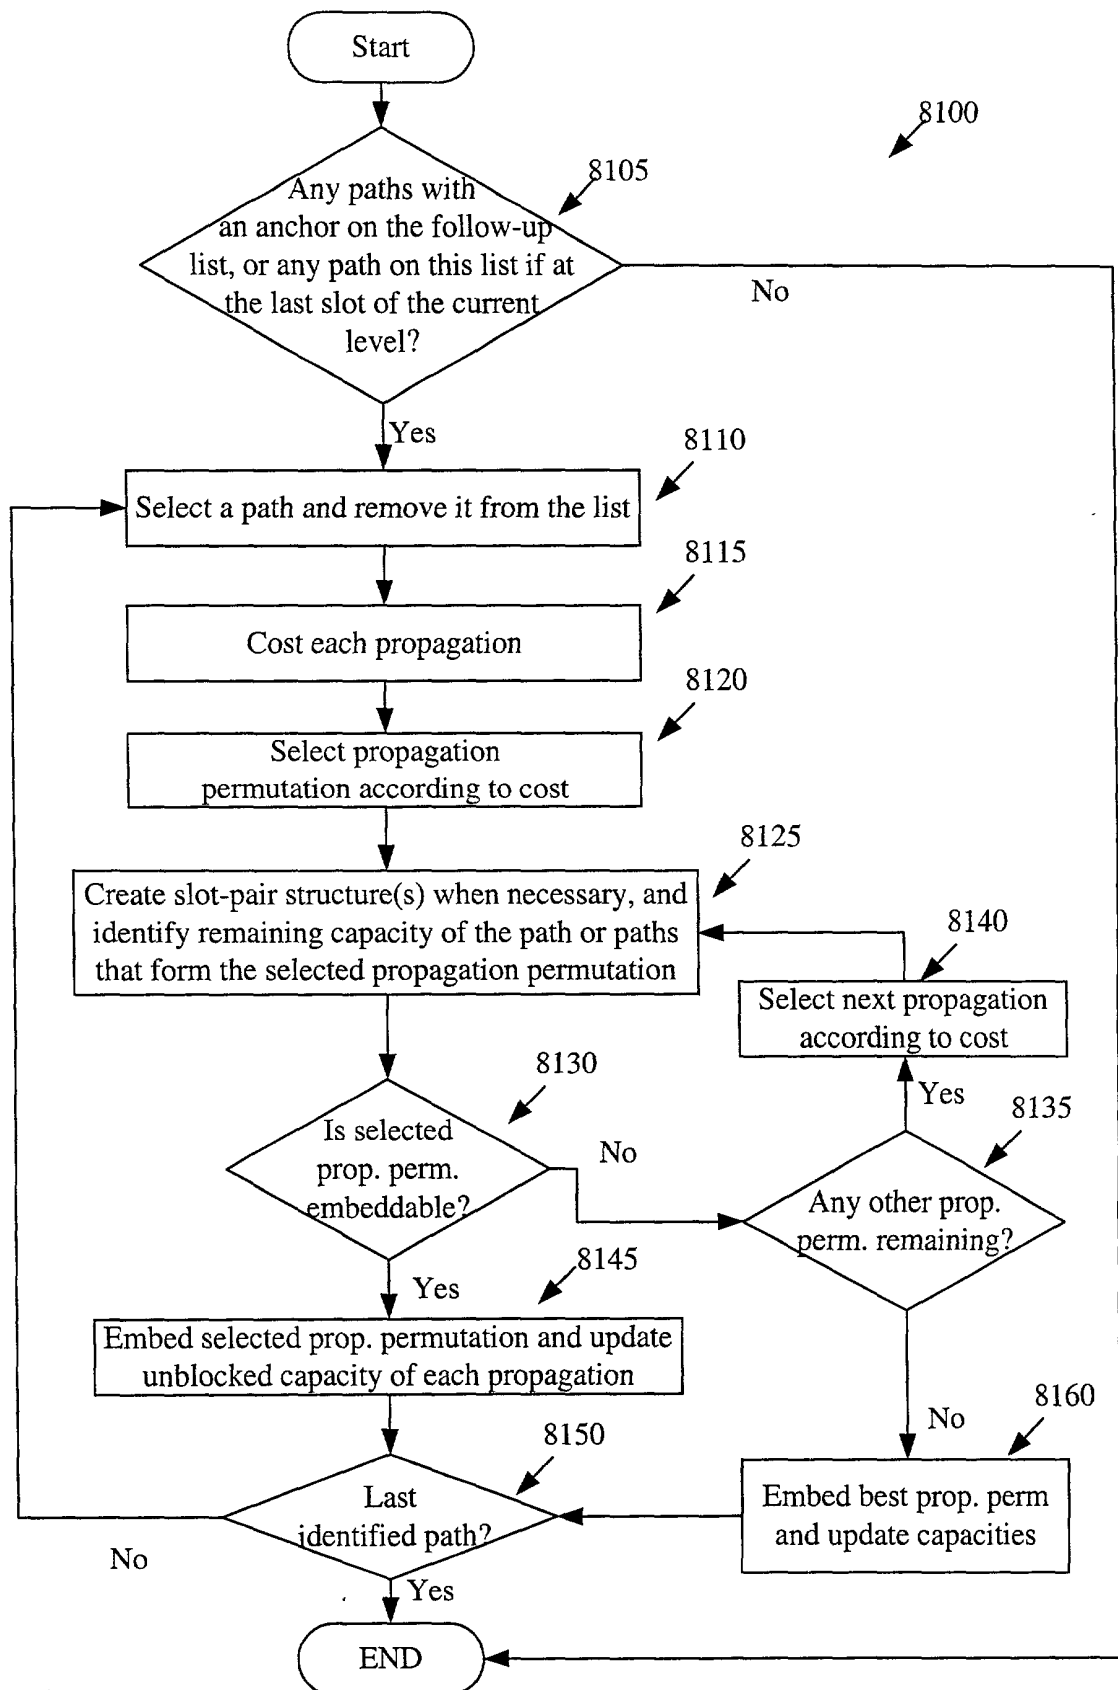 Start
8100
8105
Any paths with
an anchor on the follow-up
list, or any path on this list if at
the last slot of the current
level?
No
Yes
8110
Select a path and remove it from the list
8115
Cost each propagation
8120
Select propagation
permutation according to cost
8125
Create slot-pair structure(s) when necessary, and
identify remaining capacity of the path or paths
that form the selected propagation permutation
8140
Select next propagation
according to cost
8130
Is selected
prop. perm.
embeddable?
No
Yes
8135
Any other prop.
perm. remaining?
Yes
8145
Embed selected prop. permutation and update
unblocked capacity of each propagation
No
8160
Embed best prop. perm
and update capacities
8150
Last
identified path?
No
Yes
END